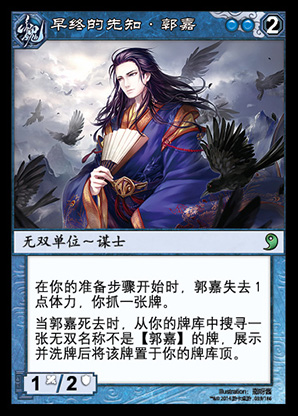 早终的先知·郭嘉 2
无双单位～谋士
在你的准备步骤开始时，郭嘉失去1
点体力，你抓一张牌。
当郭嘉死去时，从你的牌库中搜寻一
张无双名称不是【郭嘉】的牌，展示
并洗牌后将该牌置于你的牌库顶。
1 / 2
Illustration: